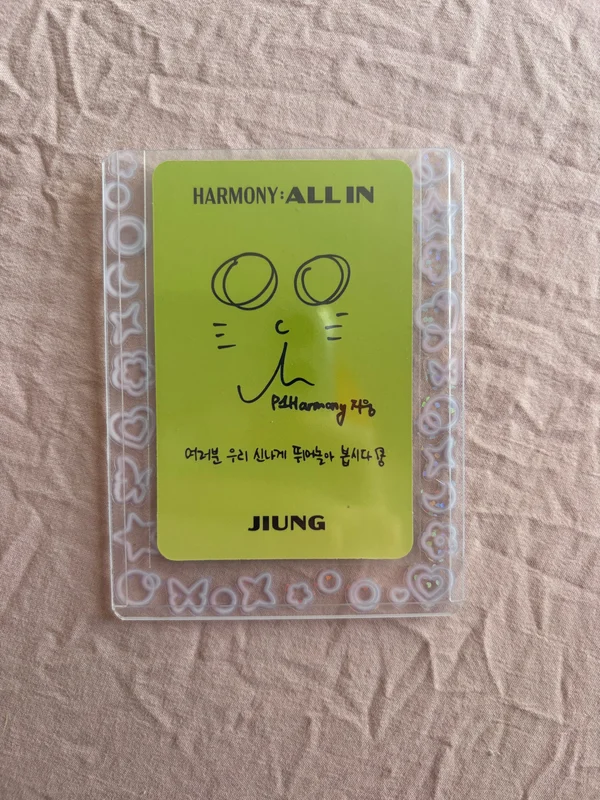 HARMONY : ALL IN
P1Harmony 지웅
여러분 우리 신나게 뛰어놀아 봅시다
JIUNG